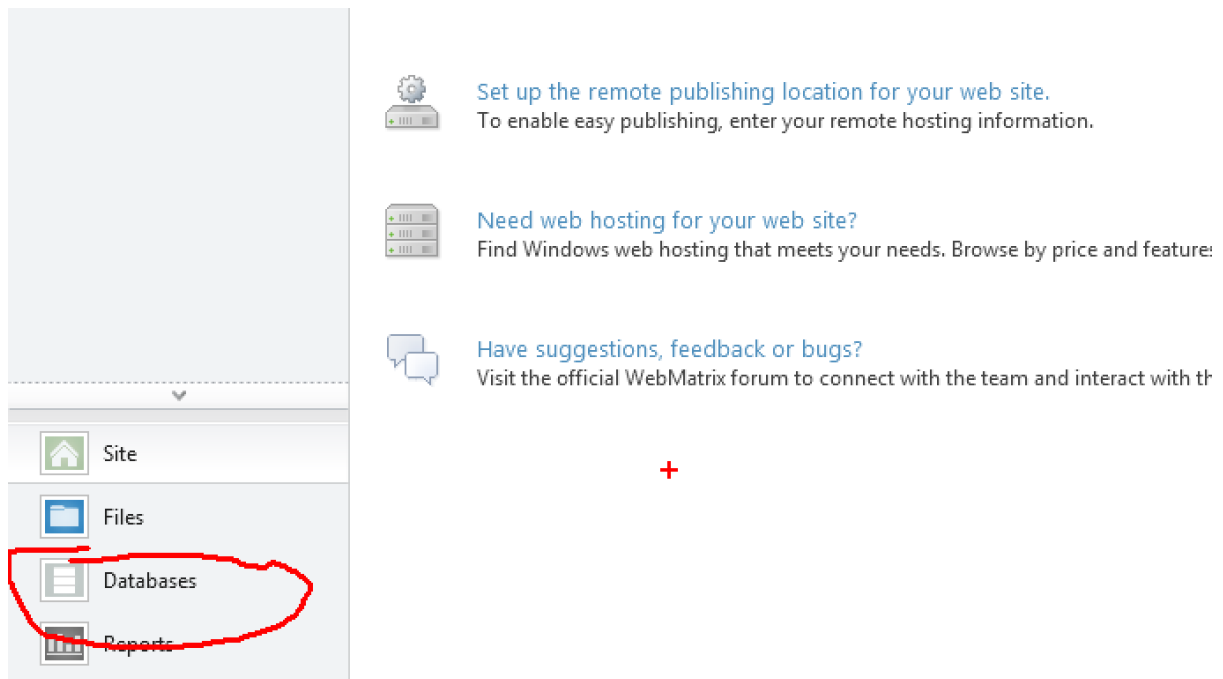 Set up the remote publishing location for your web site.
To enable easy publishing, enter your remote hosting information.
Need web hosting for your web site?
Find Windows web hosting that meets your needs. Browse by price and features
Have suggestions, feedback or bugs?
Visit the official WebMatrix forum to connect with the team and interact with th
Site
Files
Databases
Reports